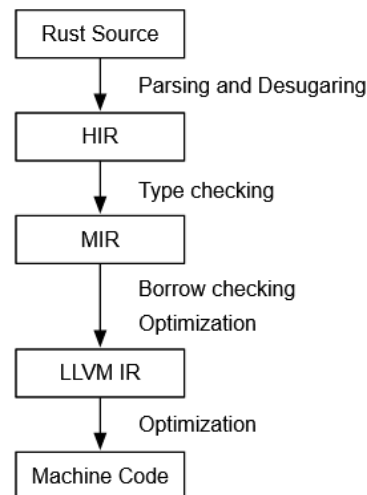 Rust Source
Parsing and Desugaring
HIR
Type checking
MIR
Borrow checking
Optimization
LLVM IR
Optimization
Machine Code